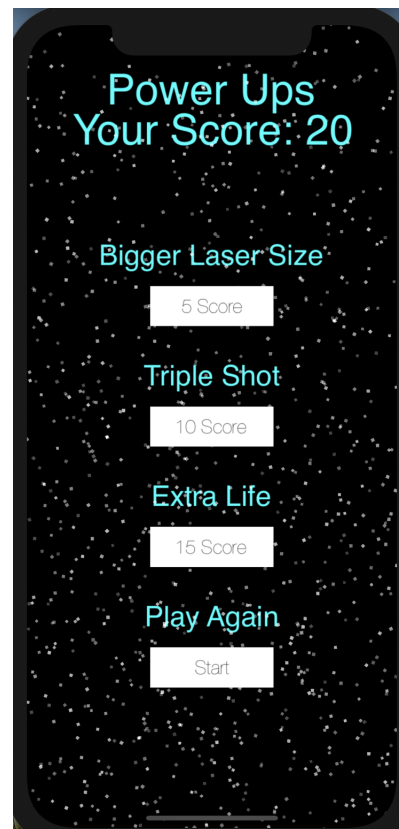 Power Ups
Your Score: 20
Bigger Laser Size
5 Score
Triple Shot
10 Score
Extra Life
15 Score
Play Again
Start